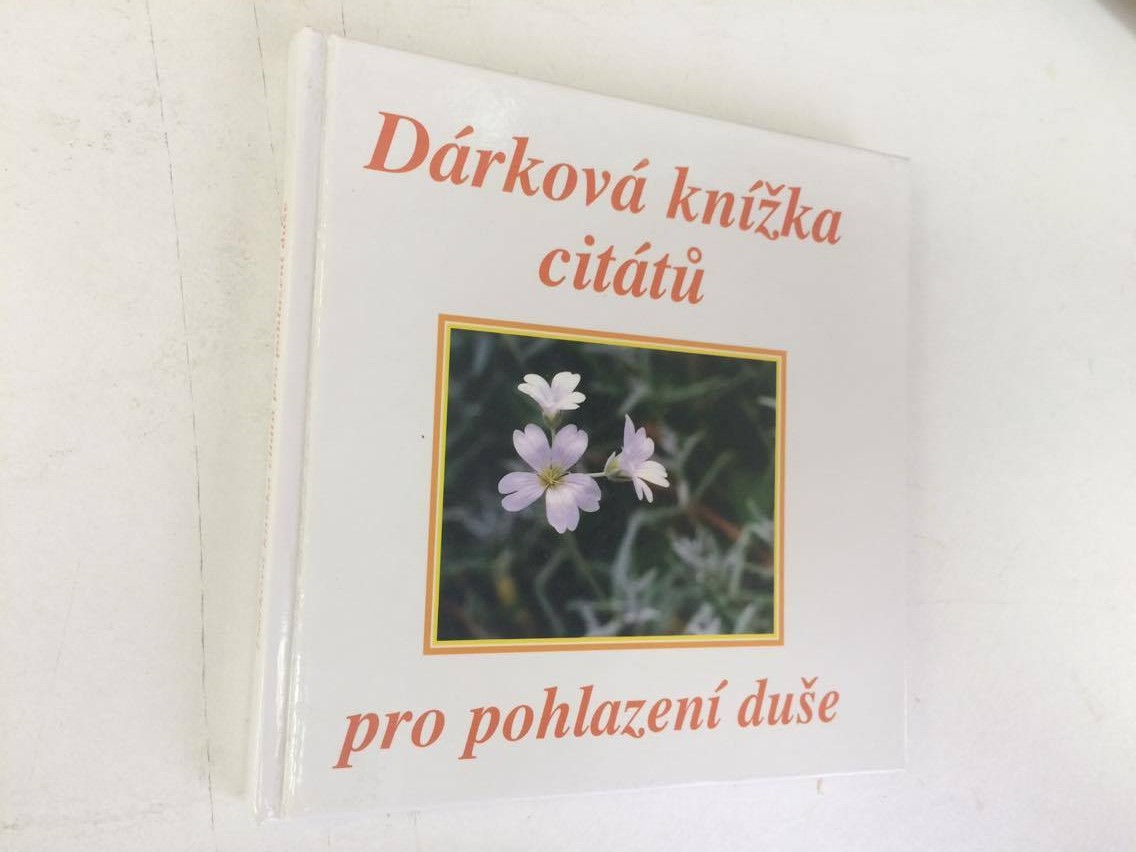 Dárková knížka
citátů
pro pohlazení duše